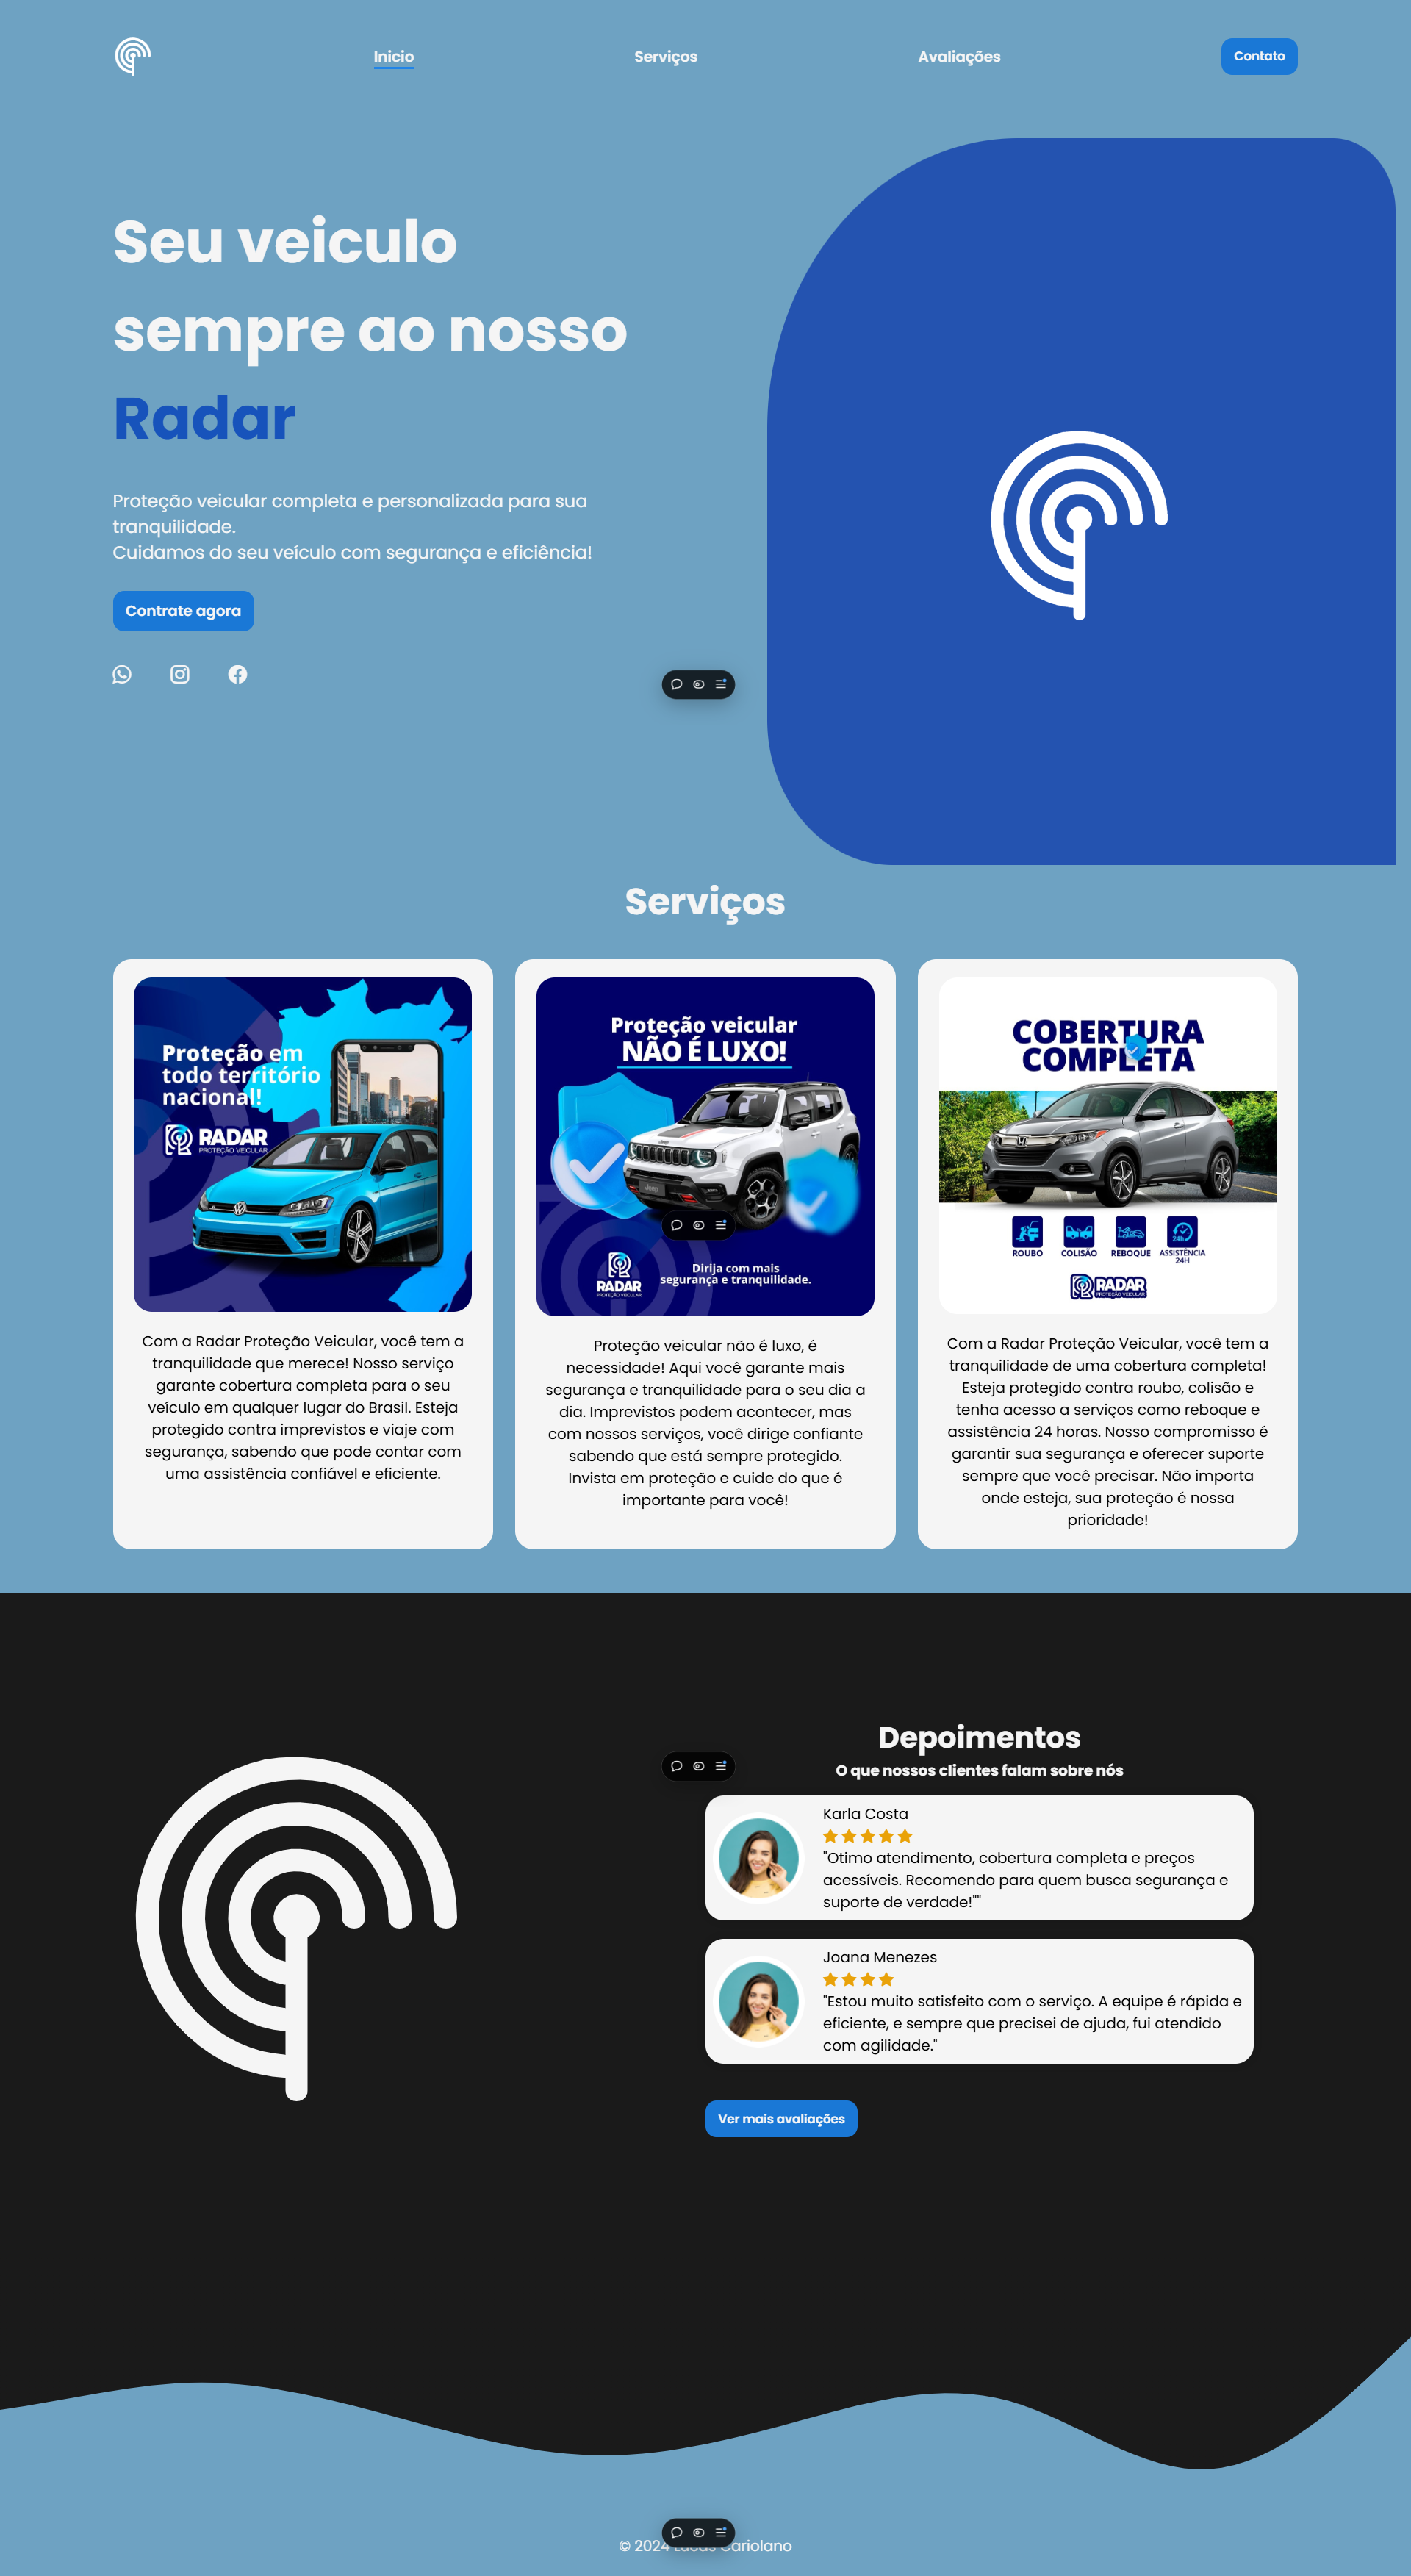 Inicio
Serviços
Avaliações
Contato
Seu veiculo
sempre ao nosso
Radar
Proteção veicular completa e personalizada para sua
tranquilidade.
Cuidamos do seu veículo com segurança e eficiência!
Contrate agora
Serviços
Proteção em
todo território
nacional!
RADAR
PROTEÇÃO VEICULAR
Com a Radar Proteção Veicular, você tem a
tranquilidade que merece! Nosso serviço
garante cobertura completa para o seu
veículo em qualquer lugar do Brasil. Esteja
protegido contra imprevistos e viaje com
segurança, sabendo que pode contar com
uma assistência confiável e eficiente.
Proteção veicular
NÃO É LUXO!
Jeep
RADAR
PROTEÇÃO VEICULAR
Dirija com mais
segurança e tranquilidade.
Proteção veicular não é luxo, é
necessidade! Aqui você garante mais
segurança e tranquilidade para o seu dia a
dia. Imprevistos podem acontecer, mas
com nossos serviços, você dirige confiante
sabendo que está sempre protegido.
Invista em proteção e cuide do que é
importante para você!
COBERTURA
COMPLETA
ROUBO
COLISÃO
REBOQUE
24h
ASSISTÊNCIA
24H
RADAR
PROTEÇÃO VEICULAR
Com a Radar Proteção Veicular, você tem a
tranquilidade de uma cobertura completa!
Esteja protegido contra roubo, colisão e
tenha acesso a serviços como reboque e
assistência 24 horas. Nosso compromisso é
garantir sua segurança e oferecer suporte
sempre que você precisar. Não importa
onde esteja, sua proteção é nossa
prioridade!
Depoimentos
O que nossos clientes falam sobre nós
Karla Costa
"Otimo atendimento, cobertura completa e preços
acessíveis. Recomendo para quem busca segurança e
suporte de verdade!""
Joana Menezes
"Estou muito satisfeito com o serviço. A equipe é rápida e
eficiente, e sempre que precisei de ajuda, fui atendido
com agilidade."
Ver mais avaliações
© 2024